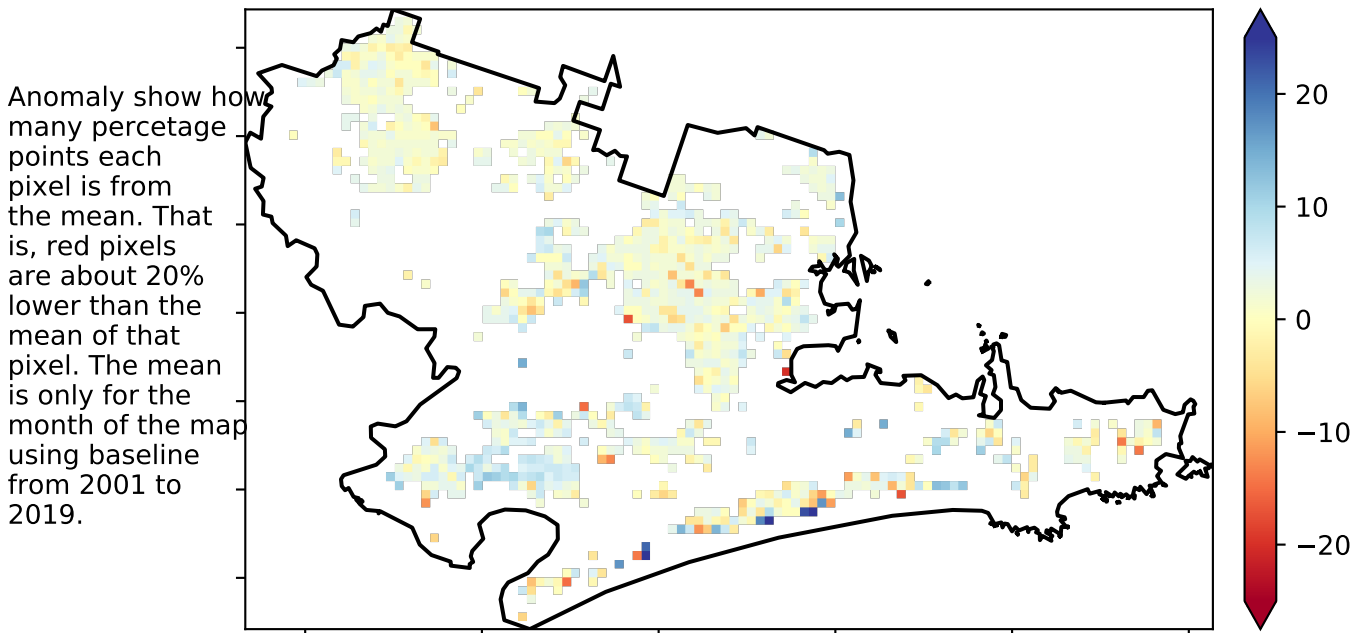 Anomaly show how
many percetage
points each
pixel is from
the mean. That
is, red pixels
are about 20%
lower than the
mean of that
pixel. The mean
is only for the
month of the map
using baseline
from 2001 to
2019.
20
10
0
−10
−20